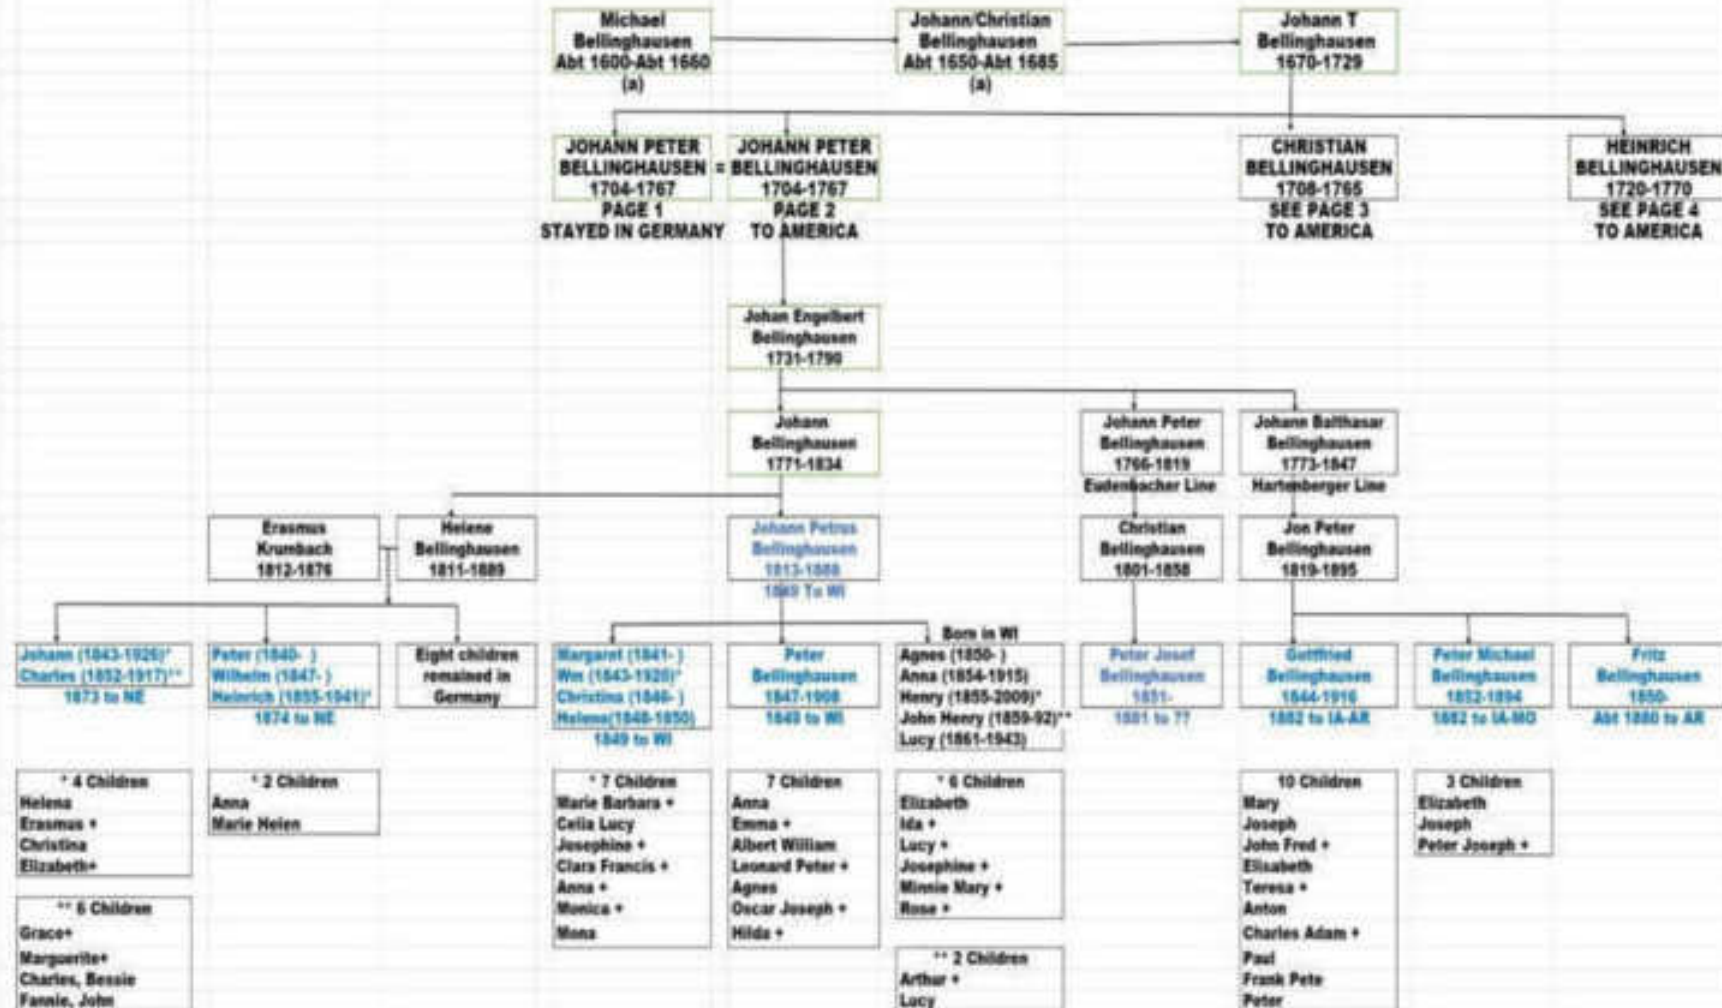 Michael
Bellinghausen
Abt 1600-Abt 1660
(a)
Johann/Christian
Bellinghausen
Abt 1650-Abt 1685
(a)
Johann T
Bellinghausen
1670-1729
JOHANN PETER
BELLINGHAUSEN
1704-1767
PAGE 1
STAYED IN GERMANY
=
JOHANN PETER
BELLINGHAUSEN
1704-1767
PAGE 2
TO AMERICA
CHRISTIAN
BELLINGHAUSEN
1708-1765
SEE PAGE 3
TO AMERICA
HEINRICH
BELLINGHAUSEN
1720-1770
SEE PAGE 4
TO AMERICA
Johan Engelbert
Bellinghausen
1731-1790
Johann
Bellinghausen
1771-1834
Johann Peter
Bellinghausen
1766-1819
Eudenbacher Line
Johann Balthasar
Bellinghausen
1773-1847
Hartenberger Line
Erasmus
Krumbach
1812-1876
Helene
Bellinghausen
1811-1889
Johann Petrus
Bellinghausen
1813-1888
1849 To WI
Christian
Bellinghausen
1801-1858
Jon Peter
Bellinghausen
1819-1895
Johann (1843-1926)*
Charles (1852-1917)**
1873 to NE
Peter (1840- )
Wilhelm (1847- )
Heinrich (1855-1941)*
1874 to NE
Eight children
remained in
Germany
Margaret (1841- )
Wm (1843-1920)*
Christina (1846- )
Helene(1848-1850)
1849 to WI
Peter
Bellinghausen
1847-1908
1849 to WI
Born in WI
Agnes (1850- )
Anna (1854-1915)
Henry (1855-2009)*
John Henry (1859-92)**
Lucy (1861-1943)
Peter Josef
Bellinghausen
1851-
1881 to ??
Gottfried
Bellinghausen
1844-1916
1882 to IA-AR
Peter Michael
Bellinghausen
1852-1894
1882 to IA-MO
Fritz
Bellinghausen
1850-
Abt 1880 to AR
* 4 Children
Helena
Erasmus +
Christina
Elizabeth+
** 6 Children
Grace+
Marguerite+
Charles, Bessie
Fannie, John
* 2 Children
Anna
Marie Helen
* 7 Children
Marie Barbara +
Celia Lucy
Josephine +
Clara Francis +
Anna +
Monica +
Mona
7 Children
Anna
Emma +
Albert William
Leonard Peter +
Agnes
Oscar Joseph +
Hilda +
* 6 Children
Elizabeth
Ida +
Lucy +
Josephine +
Minnie Mary +
Rose +
** 2 Children
Arthur +
Lucy
10 Children
Mary
Joseph
John Fred +
Elisabeth
Teresa +
Anton
Charles Adam +
Paul
Frank Pete
Peter
3 Children
Elizabeth
Joseph
Peter Joseph +